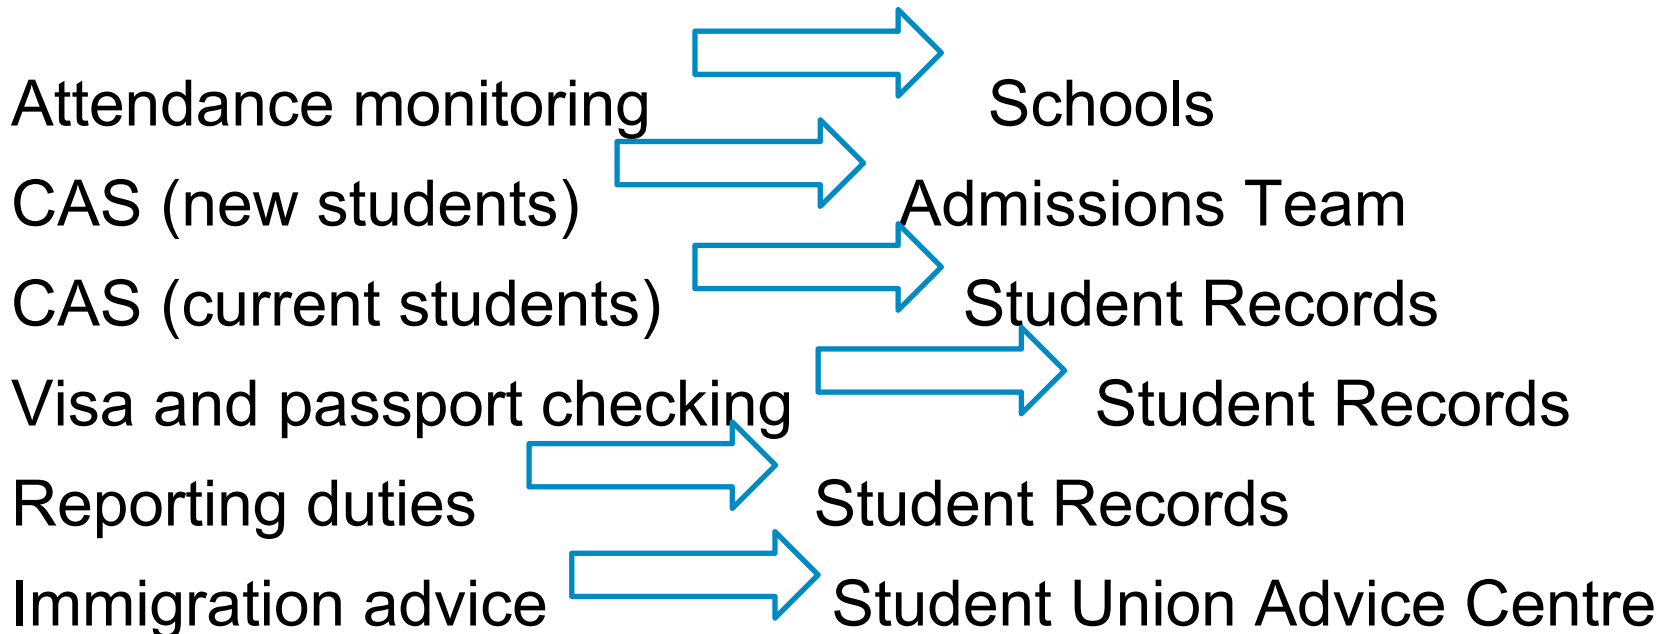 Attendance monitoring Schools
CAS (new students) Admissions Team
CAS (current students) Student Records
Visa and passport checking Student Records
Reporting duties Student Records
Immigration advice Student Union Advice Centre